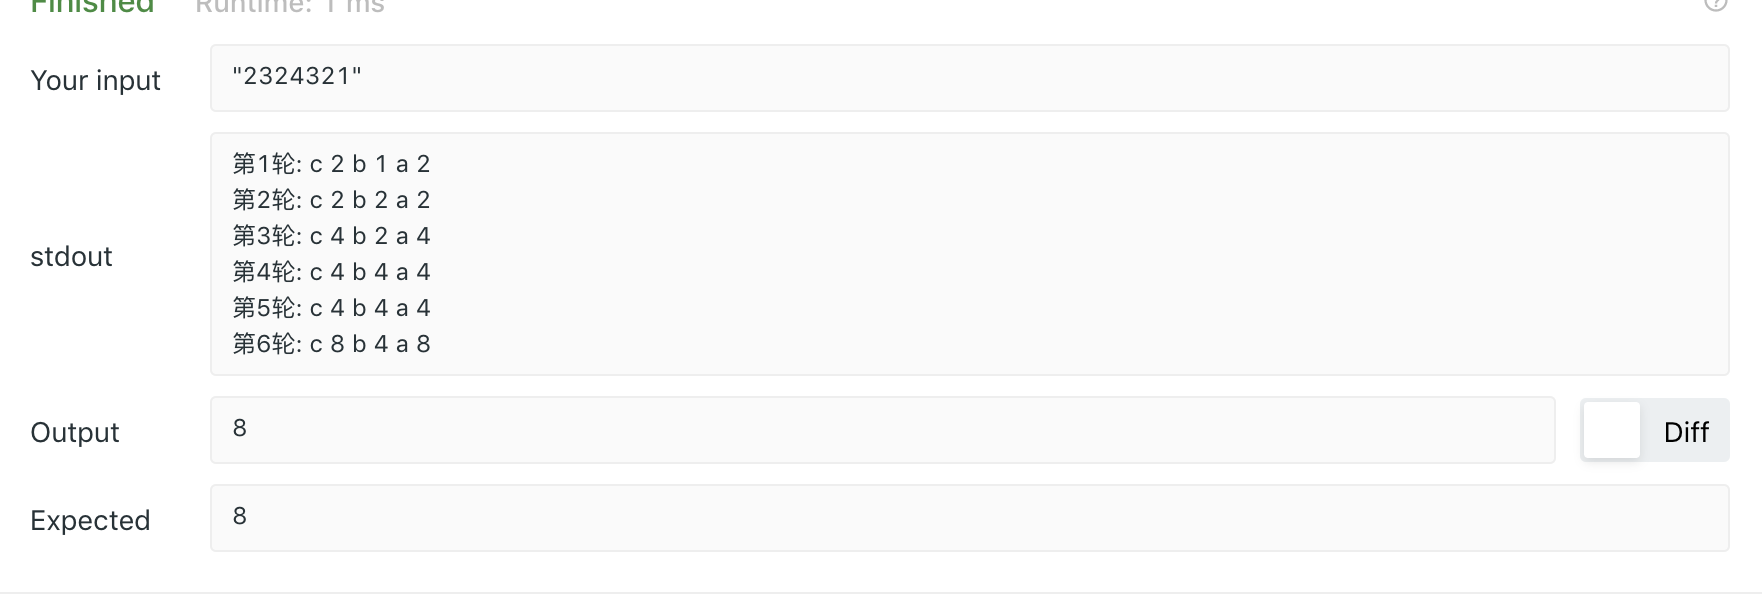 Finished Runtime: 1 ms
Your input
"2324321"
stdout
第1轮: c 2 b 1 a 2
第2轮: c 2 b 2 a 2
第3轮: c 4 b 2 a 4
第4轮: c 4 b 4 a 4
第5轮: c 4 b 4 a 4
第6轮: c 8 b 4 a 8
Output
8
Diff
Expected
8